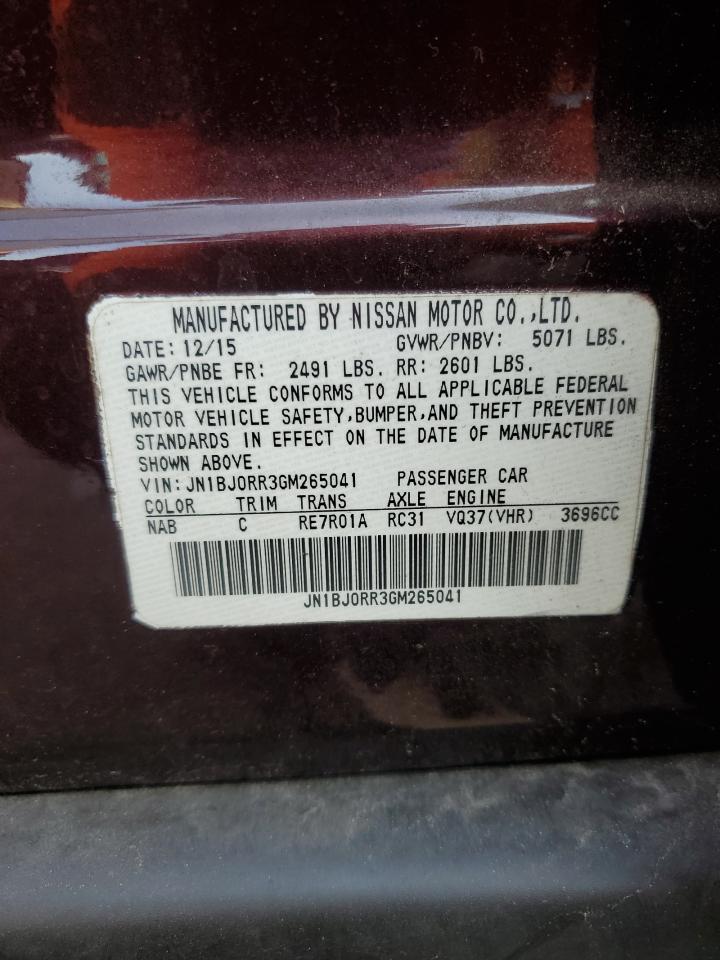 MANUFACTURED BY NISSAN MOTOR CO.,LTD.
DATE: 12/15 GVWR/PNBV: 5071 LBS.
GAWR/PNBE FR: 2491 LBS. RR: 2601 LBS.
THIS VEHICLE CONFORMS TO ALL APPLICABLE FEDERAL
MOTOR VEHICLE SAFETY,BUMPER,AND THEFT PREVENTION
STANDARDS IN EFFECT ON THE DATE OF MANUFACTURE
SHOWN ABOVE.
VIN: JN1BJ0RR3GM265041 PASSENGER CAR
COLOR TRIM TRANS AXLE ENGINE
NAB C RE7R01A RC31 VQ37(VHR) 3696CC
JN1BJ0RR3GM265041